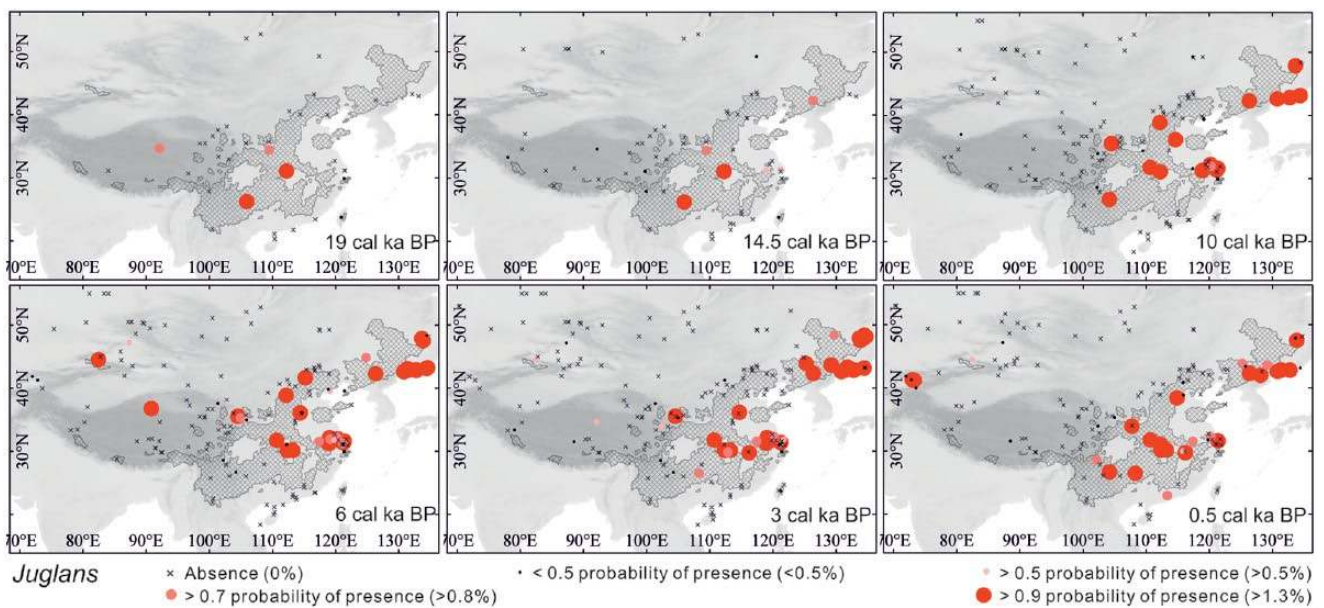 50°N
40°N
30°N
19 cal ka BP
70°E 80°E 90°E 100°E 110°E 120°E 130°E
50°N
40°N
30°N
14.5 cal ka BP
70°E 80°E 90°E 100°E 110°E 120°E 130°E
50°N
40°N
30°N
10 cal ka BP
70°E 80°E 90°E 100°E 110°E 120°E 130°E
50°N
40°N
30°N
6 cal ka BP
70°E 80°E 90°E 100°E 110°E 120°E 130°E
50°N
40°N
30°N
3 cal ka BP
70°E 80°E 90°E 100°E 110°E 120°E 130°E
50°N
40°N
30°N
0.5 cal ka BP
70°E 80°E 90°E 100°E 110°E 120°E 130°E
Juglans
× Absence (0%)
< 0.5 probability of presence (<0.5%)
> 0.5 probability of presence (>0.5%)
> 0.7 probability of presence (>0.8%)
> 0.9 probability of presence (>1.3%)